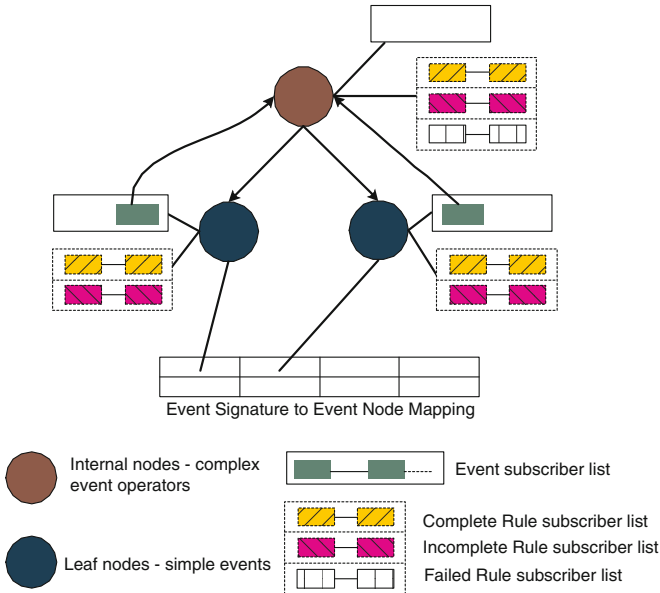 Event Signature to Event Node Mapping
Internal nodes - complex
event operators
Event subscriber list
Leaf nodes - simple events
Complete Rule subscriber list
Incomplete Rule subscriber list
Failed Rule subscriber list